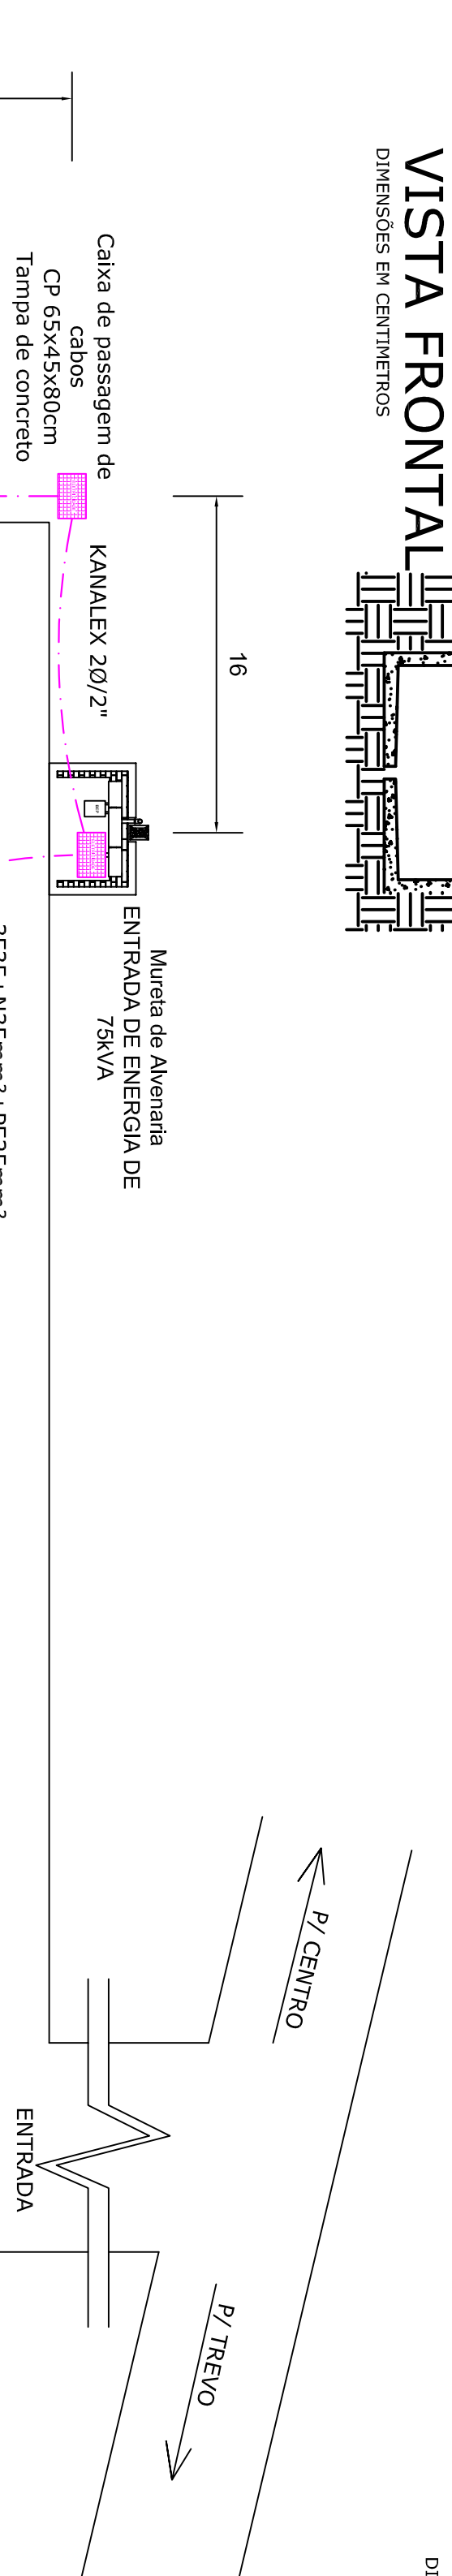 VISTA FRONTAL
DIMENSÕES EM CENTIMETROS
Caixa de passagem de
cabos
CP 65x45x80cm
Tampa de concreto
16
KANALEX 2Ø/2"
Mureta de Alvenaria
ENTRADA DE ENERGIA DE
75kVA
P/ CENTRO
ENTRADA
P/ TREVO
DI